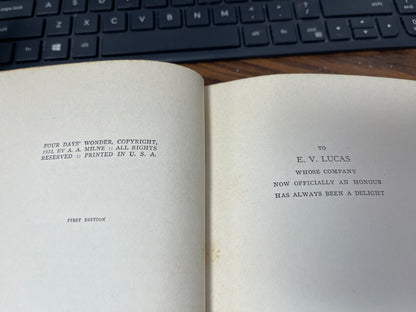 FOUR DAYS' WONDER, COPYRIGHT,
1933, BY A. A. MILNE :: ALL RIGHTS
RESERVED :: PRINTED IN U. S. A.
FIRST EDITION
TO
E. V. LUCAS
WHOSE COMPANY
NOW OFFICIALLY AN HONOUR
HAS ALWAYS BEEN A DELIGHT